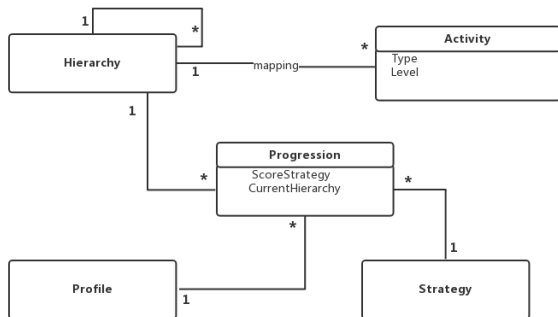 1
*
Hierarchy
1
mapping
*
Activity
Type
Level
1
*
Progression
ScoreStrategy
CurrentHierarchy
*
*
1
Profile
1
Strategy